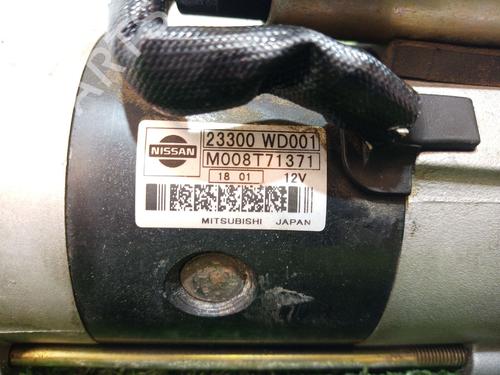 NISSAN
23300 WD001
M008T71371
18 01 12V
MITSUBISHI JAPAN